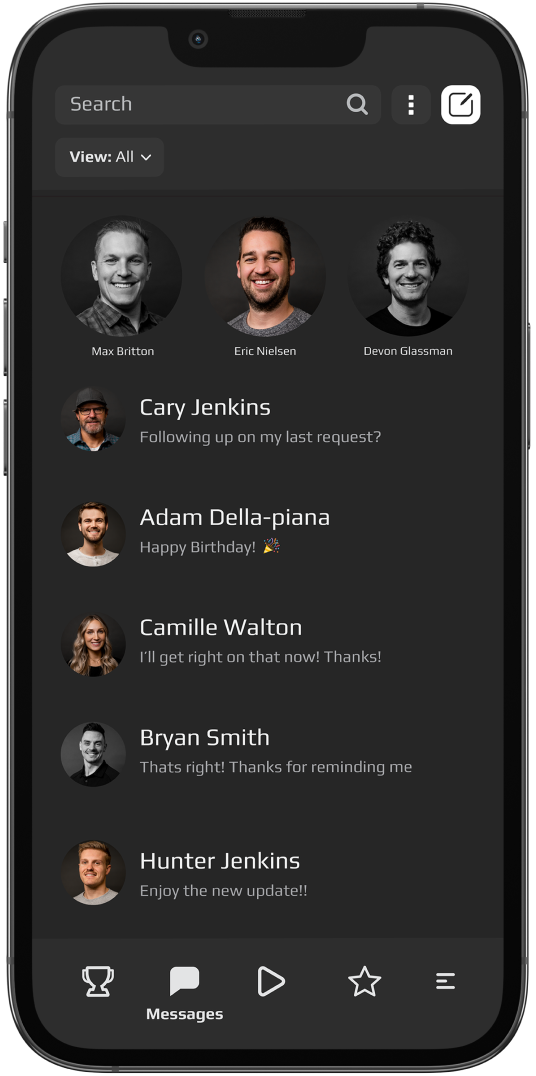 Search
View: All
Max Britton
Eric Nielsen
Devon Glassman
Cary Jenkins
Following up on my last request?
Adam Della-piana
Happy Birthday! 🎉
Camille Walton
I'll get right on that now! Thanks!
Bryan Smith
Thats right! Thanks for reminding me
Hunter Jenkins
Enjoy the new update!!
Messages